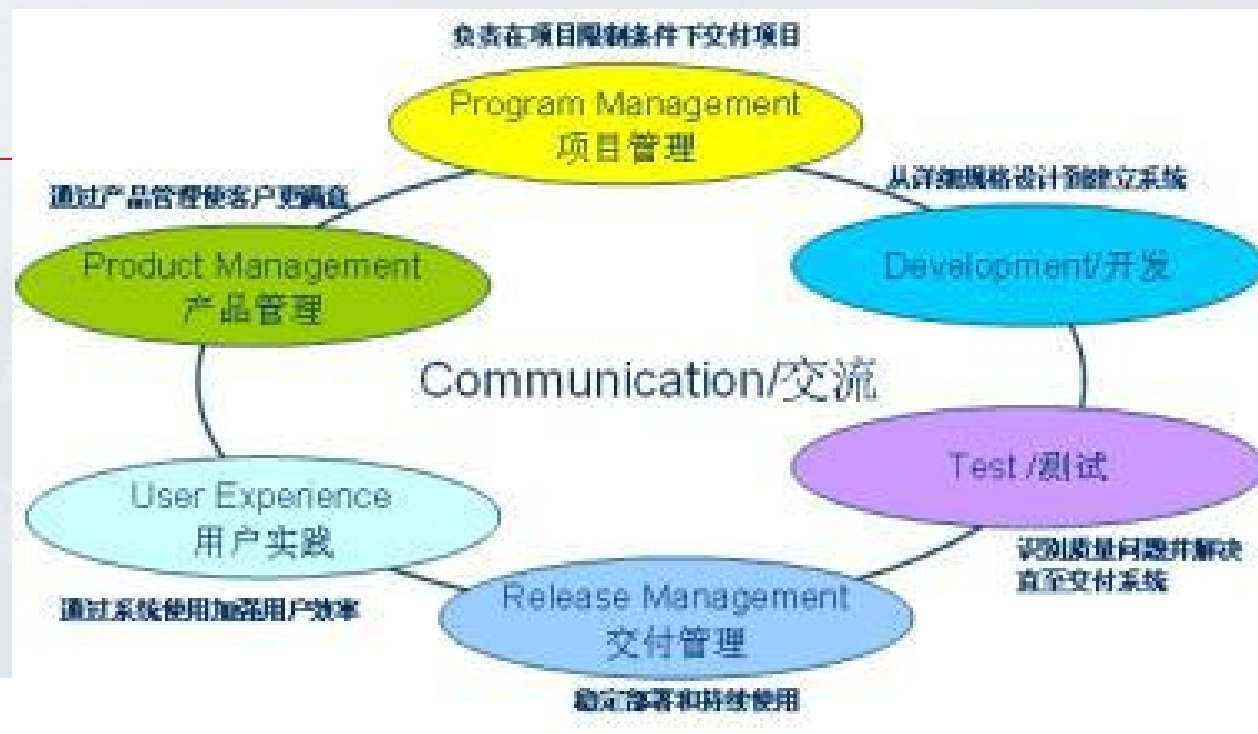 负责在项目限制条件下交付项目
Program Management
项目管理
通过产品管理使客户更满意
从详细规格设计到建立系统
Product Management
产品管理
Development/开发
Communication/交流
Test /测试
User Experience
用户实践
识别质量问题并解决
直至交付系统
Release Management
交付管理
通过系统使用加强用户效率
稳定部署和持续使用